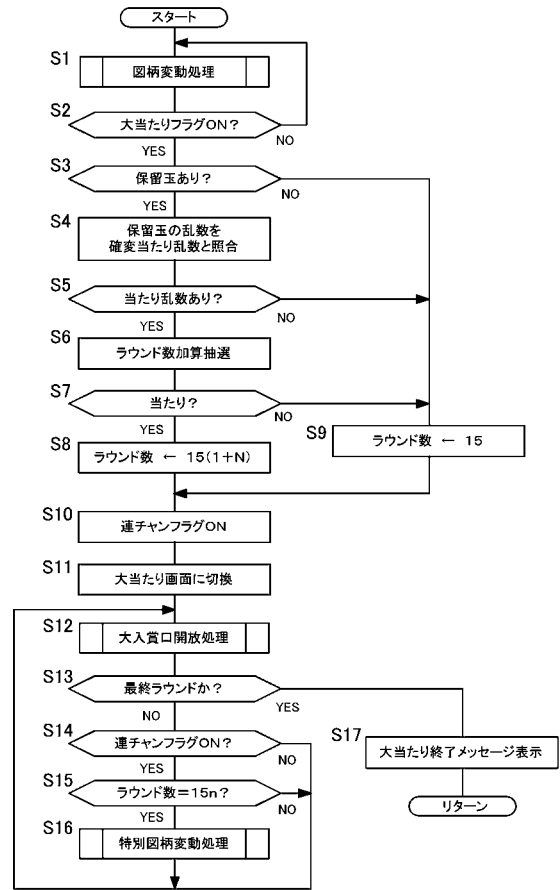 スタート
S1
図柄変動処理
S2
大当たりフラグON?
NO
YES
S3
保留玉あり?
NO
YES
S4
保留玉の乱数を
確変当たり乱数と照合
S5
当たり乱数あり?
NO
YES
S6
ラウンド数加算抽選
S7
当たり?
NO
YES
S8
ラウンド数 ← 15(1+N)
S9
ラウンド数 ← 15
S10
連チャンフラグON
S11
大当たり画面に切換
S12
大入賞口開放処理
S13
最終ラウンドか?
YES
NO
S14
連チャンフラグON?
NO
YES
S17
大当たり終了メッセージ表示
リターン
S15
ラウンド数=15n?
NO
YES
S16
特別図柄変動処理